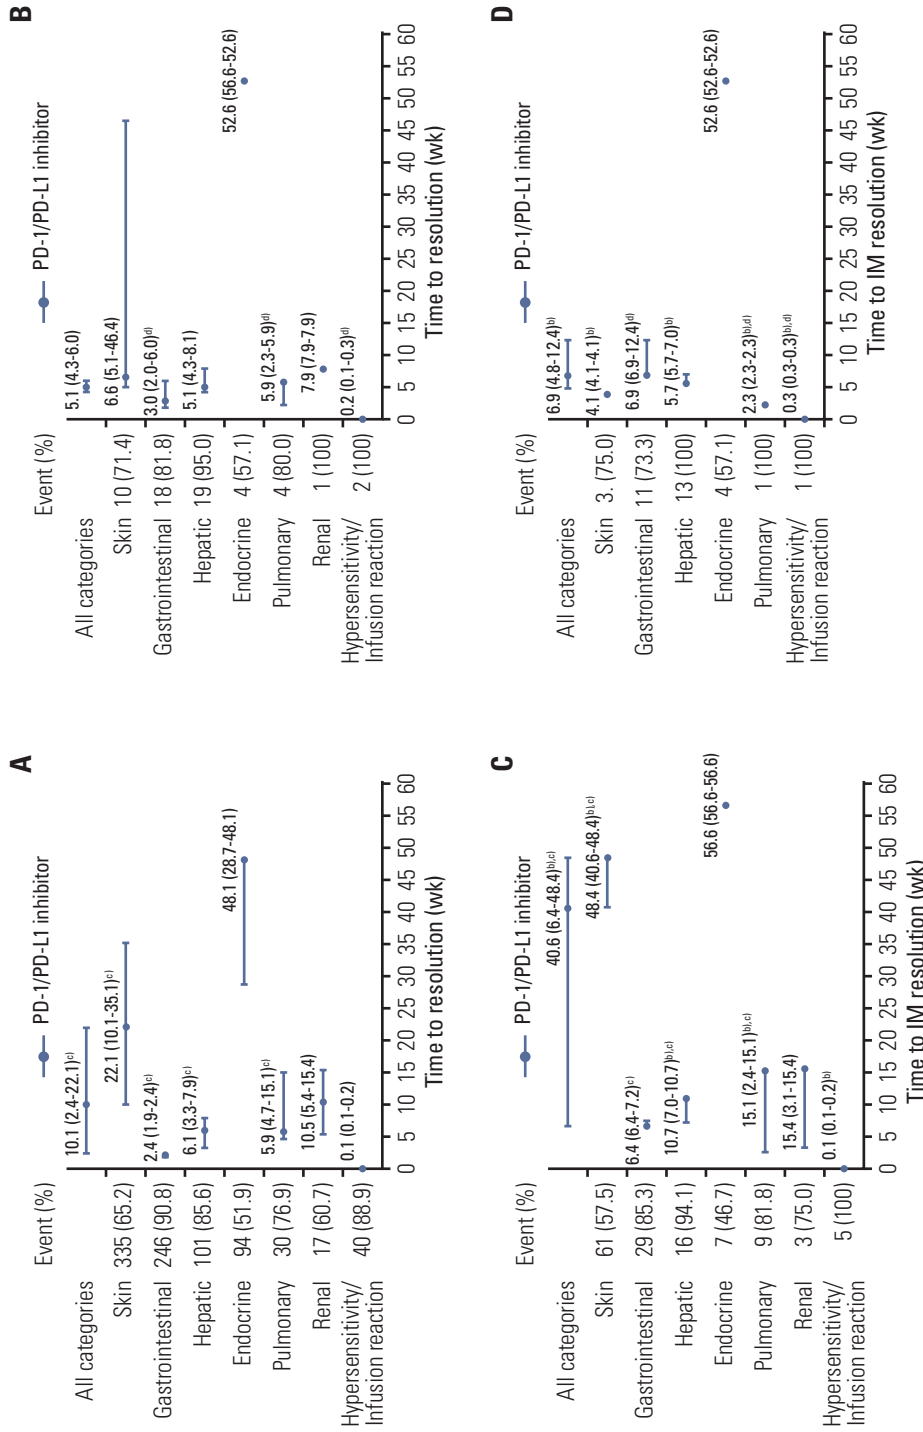 A
Event (%)
PD-1/PD-L1 inhibitor
All categories
10.1 (2.4-22.1)c)
Skin 335 (65.2)
22.1 (10.1-35.1)c)
Gastrointestinal 246 (90.8)
2.4 (1.9-2.4)c)
Hepatic 101 (85.6)
6.1 (3.3-7.9)c)
Endocrine 94 (51.9)
48.1 (28.7-48.1)
Pulmonary 30 (76.9)
5.9 (4.7-15.1)c)
Renal 17 (60.7)
10.5 (5.4-15.4)
Hypersensitivity/
Infusion reaction
40 (88.9)
0.1 (0.1-0.2)
0 5 10 15 20 25 30 35 40 45 50 55 60
Time to resolution (wk)
B
Event (%)
PD-1/PD-L1 inhibitor
All categories
5.1 (4.3-6.0)
Skin 10 (71.4)
6.6 (5.1-46.4)
Gastrointestinal 18 (81.8)
3.0 (2.0-6.0)d)
Hepatic 19 (95.0)
5.1 (4.3-8.1)
Endocrine 4 (57.1)
52.6 (56.6-52.6)
Pulmonary 4 (80.0)
5.9 (2.3-5.9)d)
Renal 1 (100)
7.9 (7.9-7.9)
Hypersensitivity/
Infusion reaction
2 (100)
0.2 (0.1-0.3)d)
0 5 10 15 20 25 30 35 40 45 50 55 60
Time to resolution (wk)
C
Event (%)
PD-1/PD-L1 inhibitor
All categories
40.6 (6.4-48.4)b),c)
Skin 61 (57.5)
48.4 (40.6-48.4)b),c)
Gastrointestinal 29 (85.3)
6.4 (6.4-7.2)c)
Hepatic 16 (94.1)
10.7 (7.0-10.7)b),c)
Endocrine 7 (46.7)
56.6 (56.6-56.6)
Pulmonary 9 (81.8)
15.1 (2.4-15.1)b),c)
Renal 3 (75.0)
15.4 (3.1-15.4)
Hypersensitivity/
Infusion reaction
5 (100)
0.1 (0.1-0.2)b)
0 5 10 15 20 25 30 35 40 45 50 55 60
Time to IM resolution (wk)
D
Event (%)
PD-1/PD-L1 inhibitor
All categories
6.9 (4.8-12.4)b)
Skin 3. (75.0)
4.1 (4.1-4.1)b)
Gastrointestinal 11 (73.3)
6.9 (6.9-12.4)d)
Hepatic 13 (100)
5.7 (5.7-7.0)b)
Endocrine 4 (57.1)
52.6 (52.6-52.6)
Pulmonary 1 (100)
2.3 (2.3-2.3)b),d)
Hypersensitivity/
Infusion reaction
1 (100)
0.3 (0.3-0.3)b),d)
0 5 10 15 20 25 30 35 40 45 50 55 60
Time to IM resolution (wk)